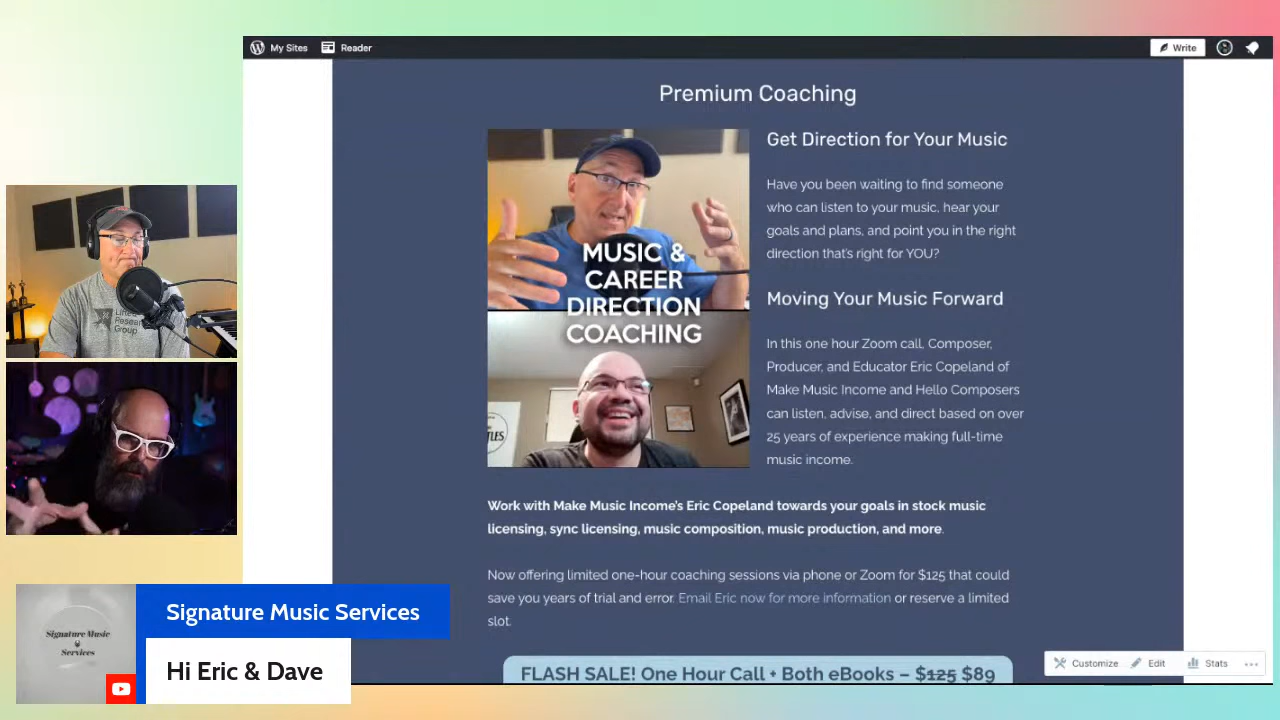 My Sites
Reader
Write
Premium Coaching
MUSIC &
CAREER
DIRECTION
COACHING
Get Direction for Your Music
Have you been waiting to find someone
who can listen to your music, hear your
goals and plans, and point you in the right
direction that's right for YOU?
Moving Your Music Forward
In this one hour Zoom call, Composer,
Producer, and Educator Eric Copeland of
Make Music Income and Hello Composers
can listen, advise, and direct based on over
25 years of experience making full-time
music income.
Work with Make Music Income's Eric Copeland towards your goals in stock music
licensing, sync licensing, music composition, music production, and more.
Now offering limited one-hour coaching sessions via phone or Zoom for $125 that could
save you years of trial and error. Email Eric now for more information or reserve a limited
slot.
FLASH SALE! One Hour Call + Both eBooks – $125 $89
Customize
Edit
Stats
Research
Group
Signature Music
Services
Signature Music Services
Hi Eric & Dave